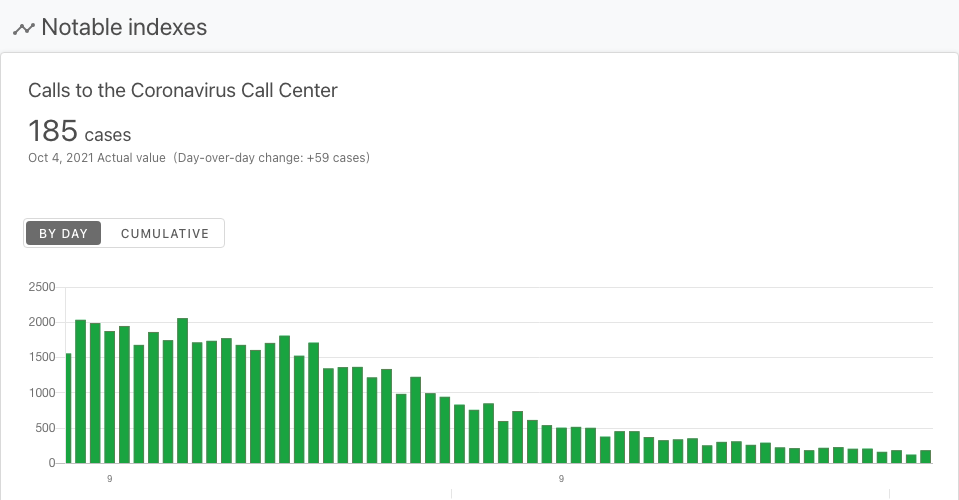 Notable indexes
Calls to the Coronavirus Call Center
185 cases
Oct 4, 2021 Actual value (Day-over-day change: +59 cases)
BY DAY CUMULATIVE
2500
2000
1500
1000
500
0
9 9